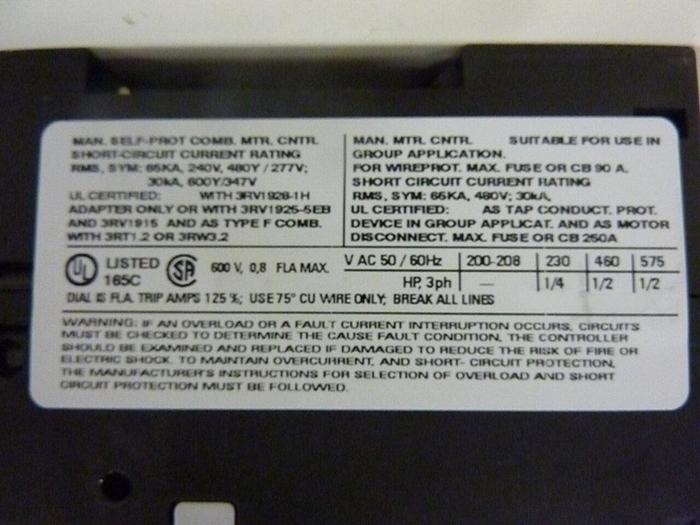 MAN. SELF-PROT COMB. MTR. CNTR.
SHORT-CIRCUIT CURRENT RATING
RMS, SYM: 65KA, 240V, 480Y / 277V;
30kA, 600Y/347V
UL CERTIFIED: WITH 3RV1928-1H
ADAPTER ONLY OR WITH 3RV1925-5EB
AND 3RV1915 AND AS TYPE F COMB.
WITH 3RT1.2 OR 3RW3.2
MAN. MTR. CNTR. SUITABLE FOR USE IN
GROUP APPLICATION.
FOR WIREPROT. MAX. FUSE OR CB 90 A.
SHORT CIRCUIT CURRENT RATING
RMS, SYM: 65KA, 480V; 30kA,
UL CERTIFIED: AS TAP CONDUCT. PROT.
DEVICE IN GROUP APPLICAT. AND AS MOTOR
DISCONNECT. MAX. FUSE OR CB 250A
UL LISTED SA 600 V, 0,8 FLA MAX.
165C
V AC 50 / 60Hz 200-208 230 460 575
HP, 3ph — 1/4 1/2 1/2
DIAL IS FLA. TRIP AMPS 125 %; USE 75° CU WIRE ONLY; BREAK ALL LINES
WARNING: IF AN OVERLOAD OR A FAULT CURRENT INTERRUPTION OCCURS, CIRCUITS
MUST BE CHECKED TO DETERMINE THE CAUSE FAULT CONDITION, THE CONTROLLER
SHOULD BE EXAMINED AND REPLACED IF DAMAGED TO REDUCE THE RISK OF FIRE OR
ELECTRIC SHOCK. TO MAINTAIN OVERCURRENT, AND SHORT- CIRCUIT PROTECTION,
THE MANUFACTURER'S INSTRUCTIONS FOR SELECTION OF OVERLOAD AND SHORT
CIRCUIT PROTECTION MUST BE FOLLOWED.